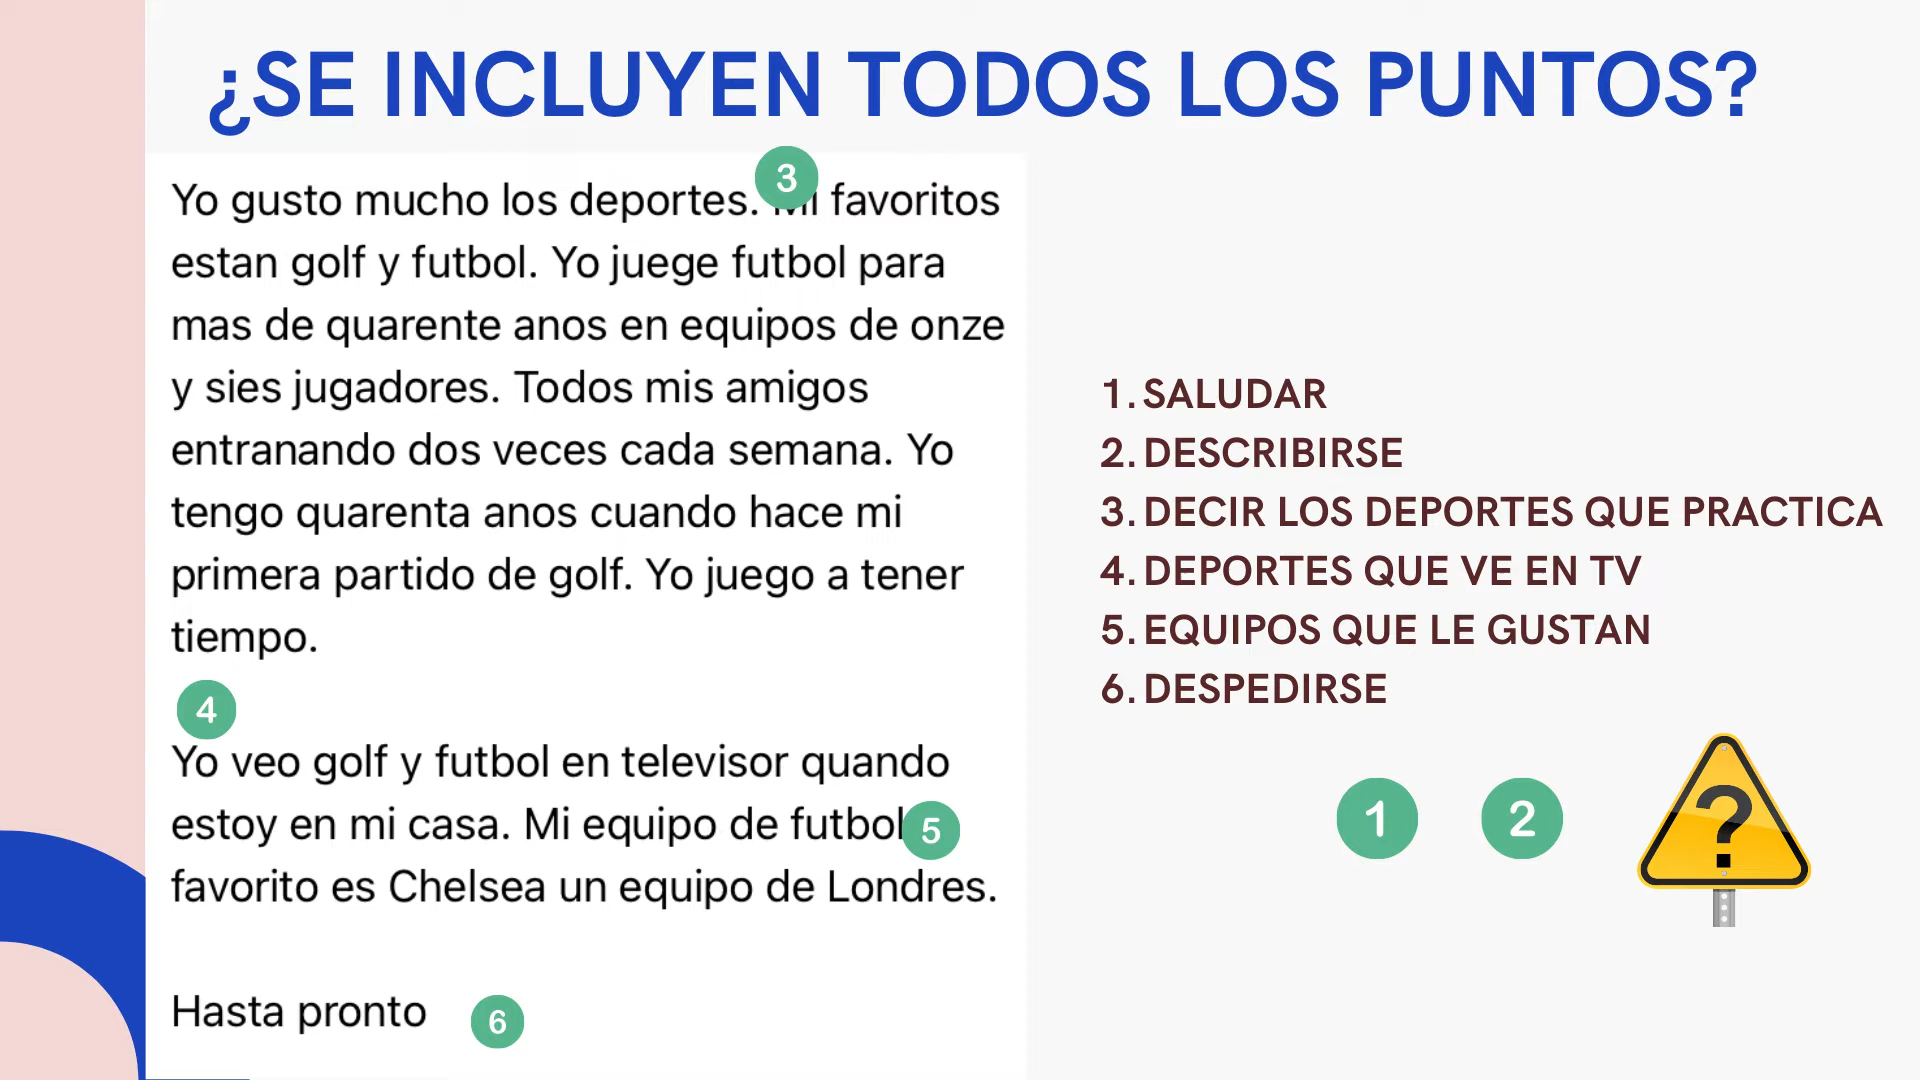 ¿SE INCLUYEN TODOS LOS PUNTOS?
3
Yo gusto mucho los deportes. Mi favoritos
estan golf y futbol. Yo juege futbol para
mas de quarente anos en equipos de onze
y sies jugadores. Todos mis amigos
entranando dos veces cada semana. Yo
tengo quarenta anos cuando hace mi
primera partido de golf. Yo juego a tener
tiempo.
4
Yo veo golf y futbol en televisor quando
estoy en mi casa. Mi equipo de futbol
5
favorito es Chelsea un equipo de Londres.
Hasta pronto
6
1. SALUDAR
2. DESCRIBIRSE
3. DECIR LOS DEPORTES QUE PRACTICA
4. DEPORTES QUE VE EN TV
5. EQUIPOS QUE LE GUSTAN
6. DESPEDIRSE
1 2 ?